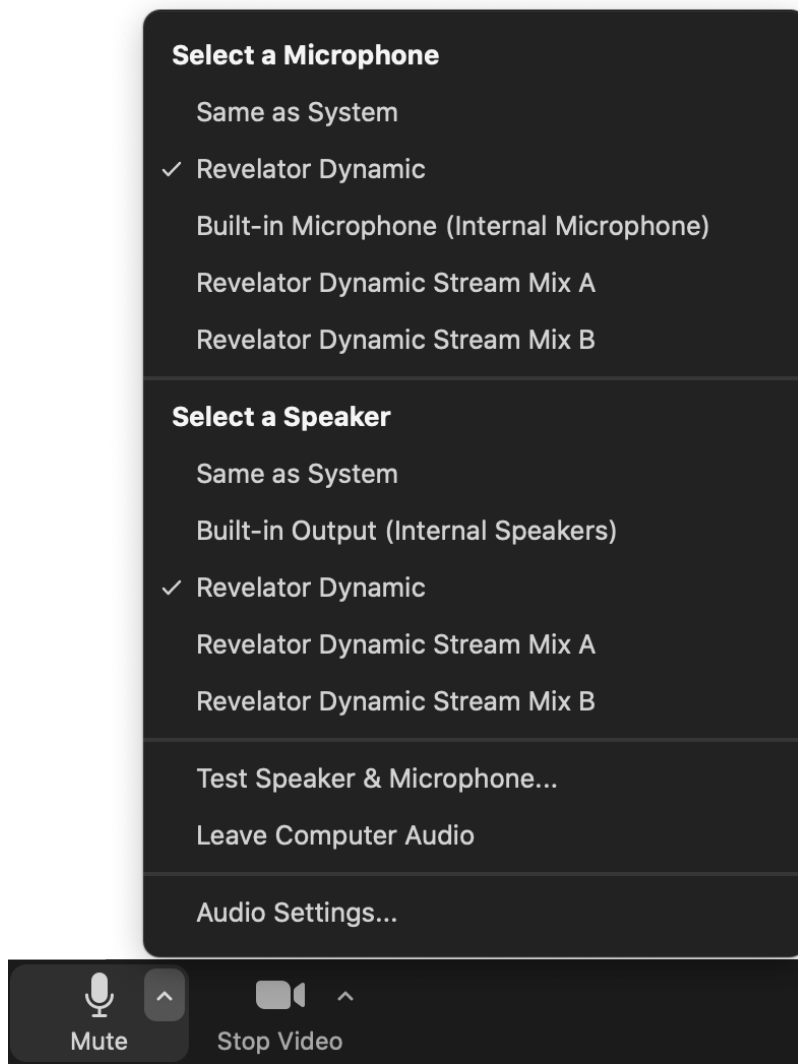 Select a Microphone
Same as System
Revelator Dynamic
Built-in Microphone (Internal Microphone)
Revelator Dynamic Stream Mix A
Revelator Dynamic Stream Mix B
Select a Speaker
Same as System
Built-in Output (Internal Speakers)
Revelator Dynamic
Revelator Dynamic Stream Mix A
Revelator Dynamic Stream Mix B
Test Speaker & Microphone...
Leave Computer Audio
Audio Settings...
Mute
Stop Video